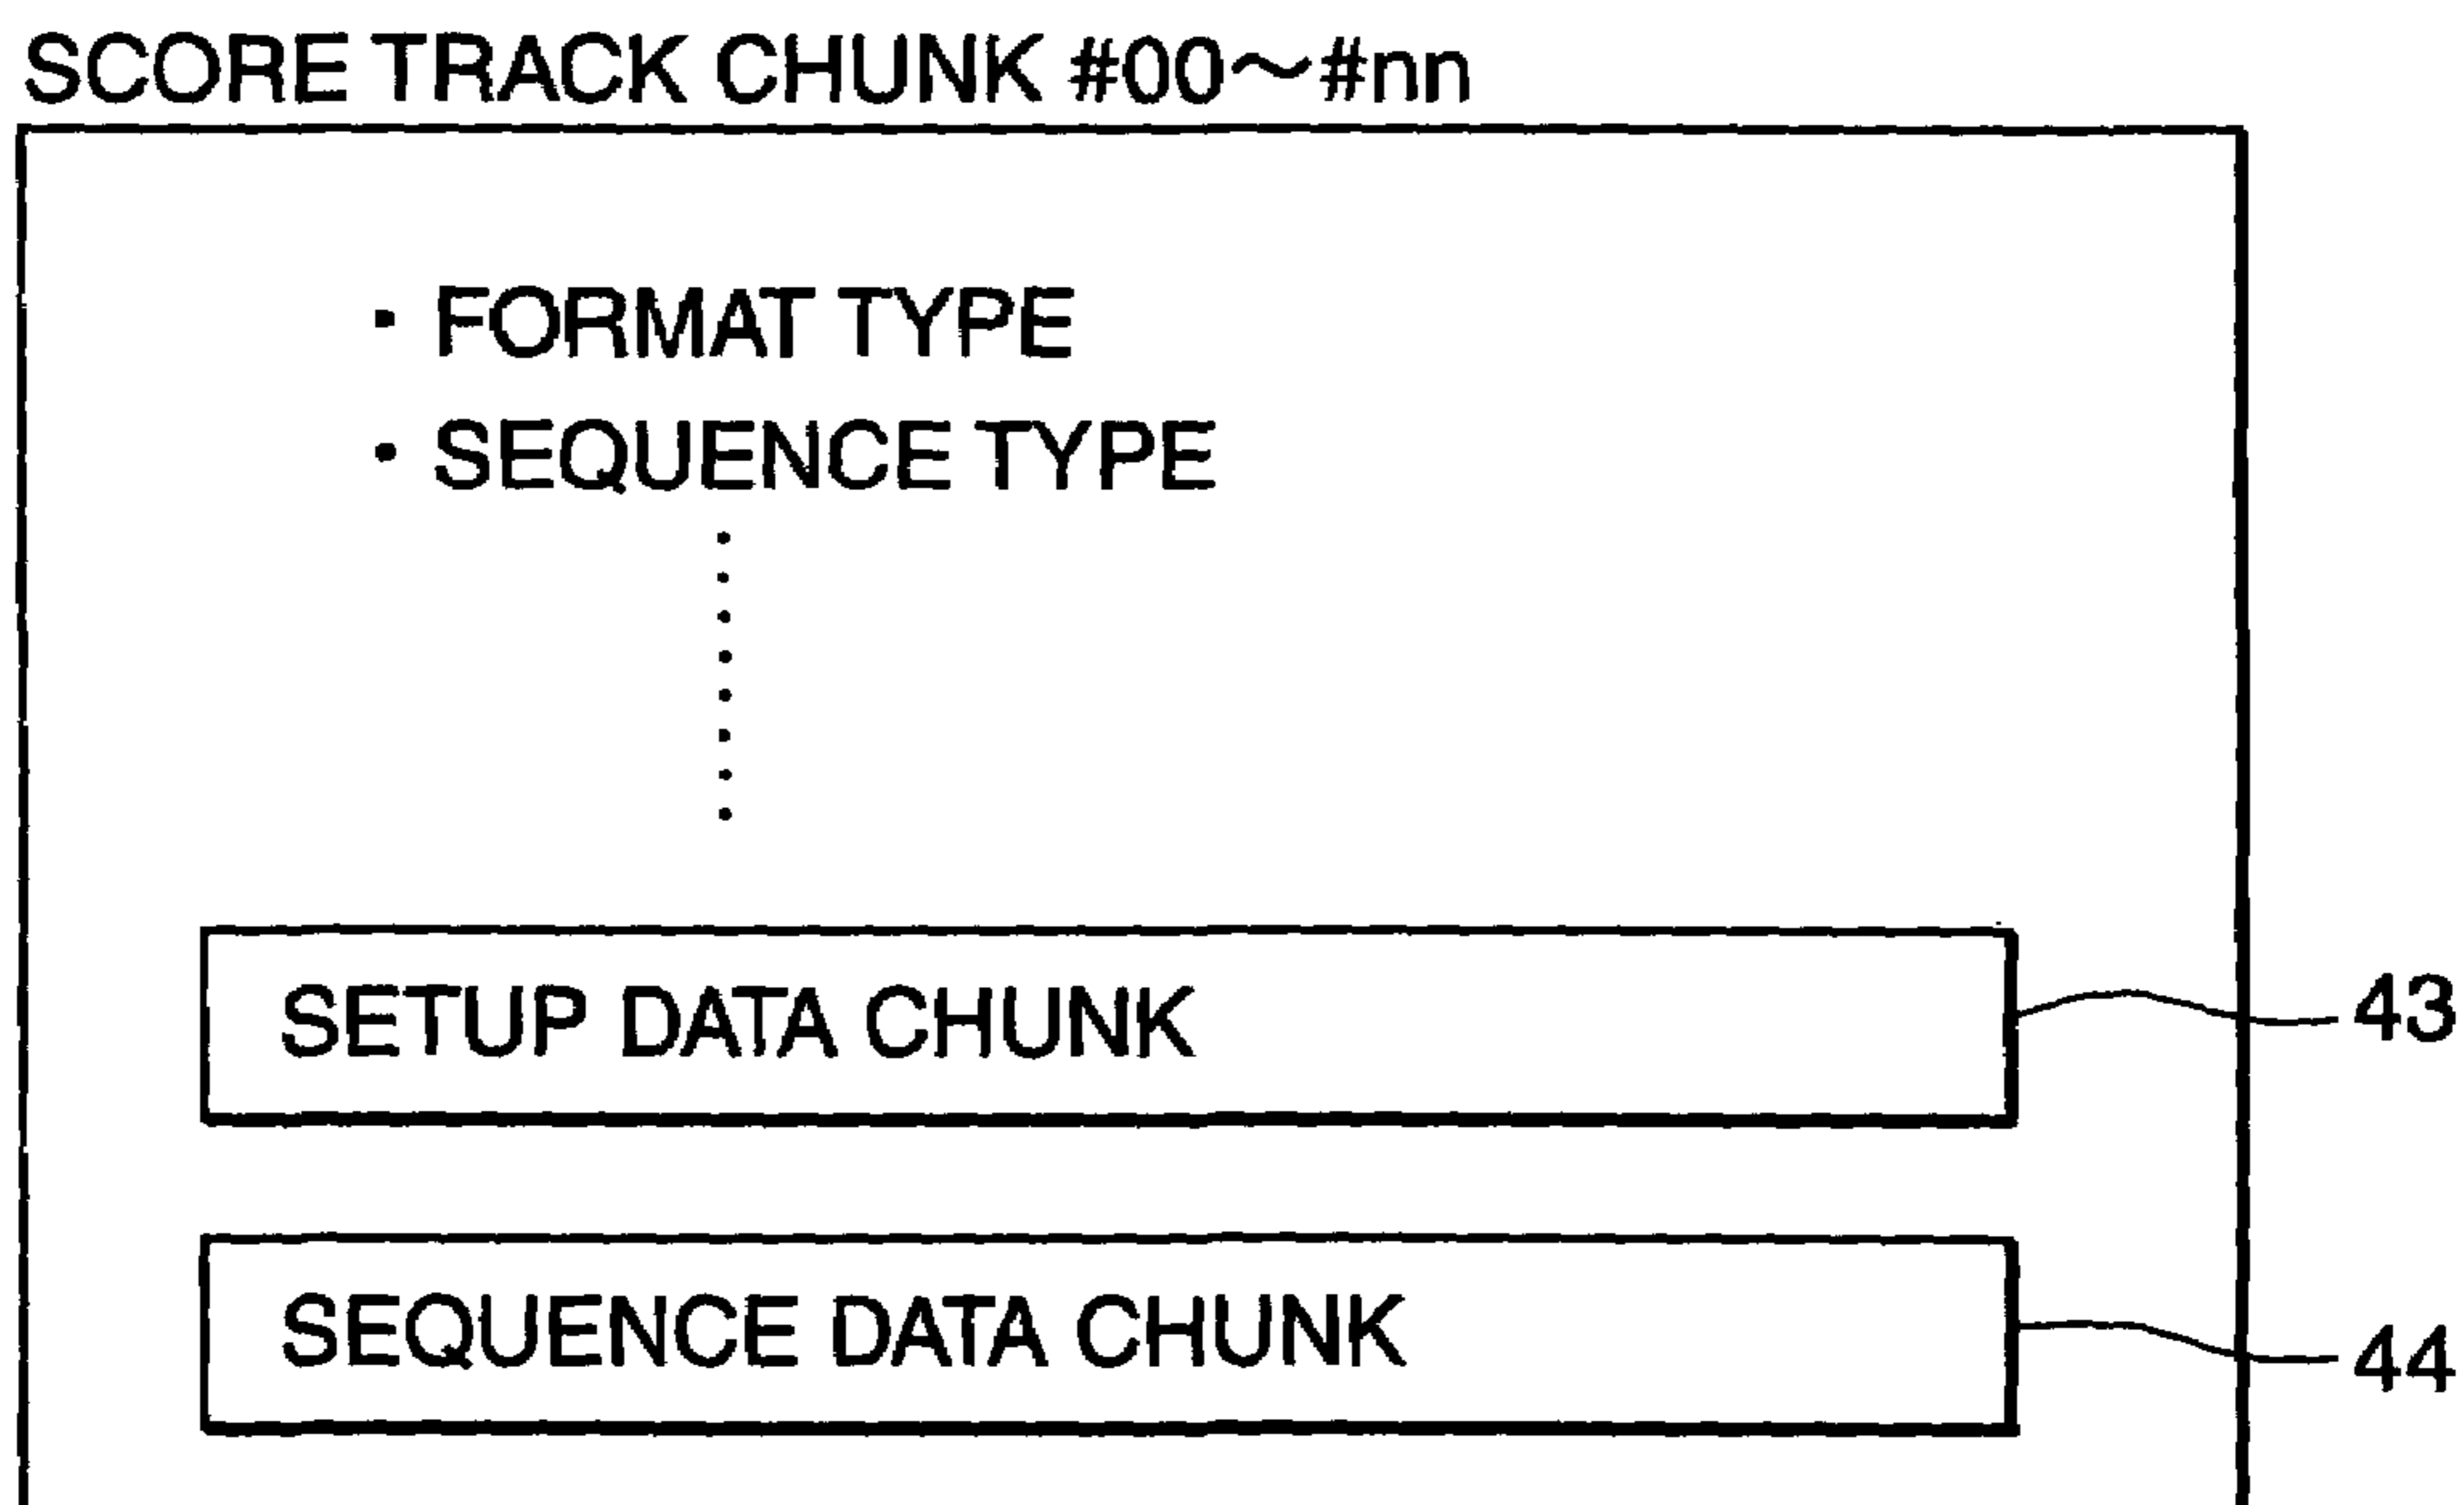 SCORE TRACK CHUNK #00～#nn
・ FORMAT TYPE
・ SEQUENCE TYPE
SETUP DATA CHUNK
43
SEQUENCE DATA CHUNK
44